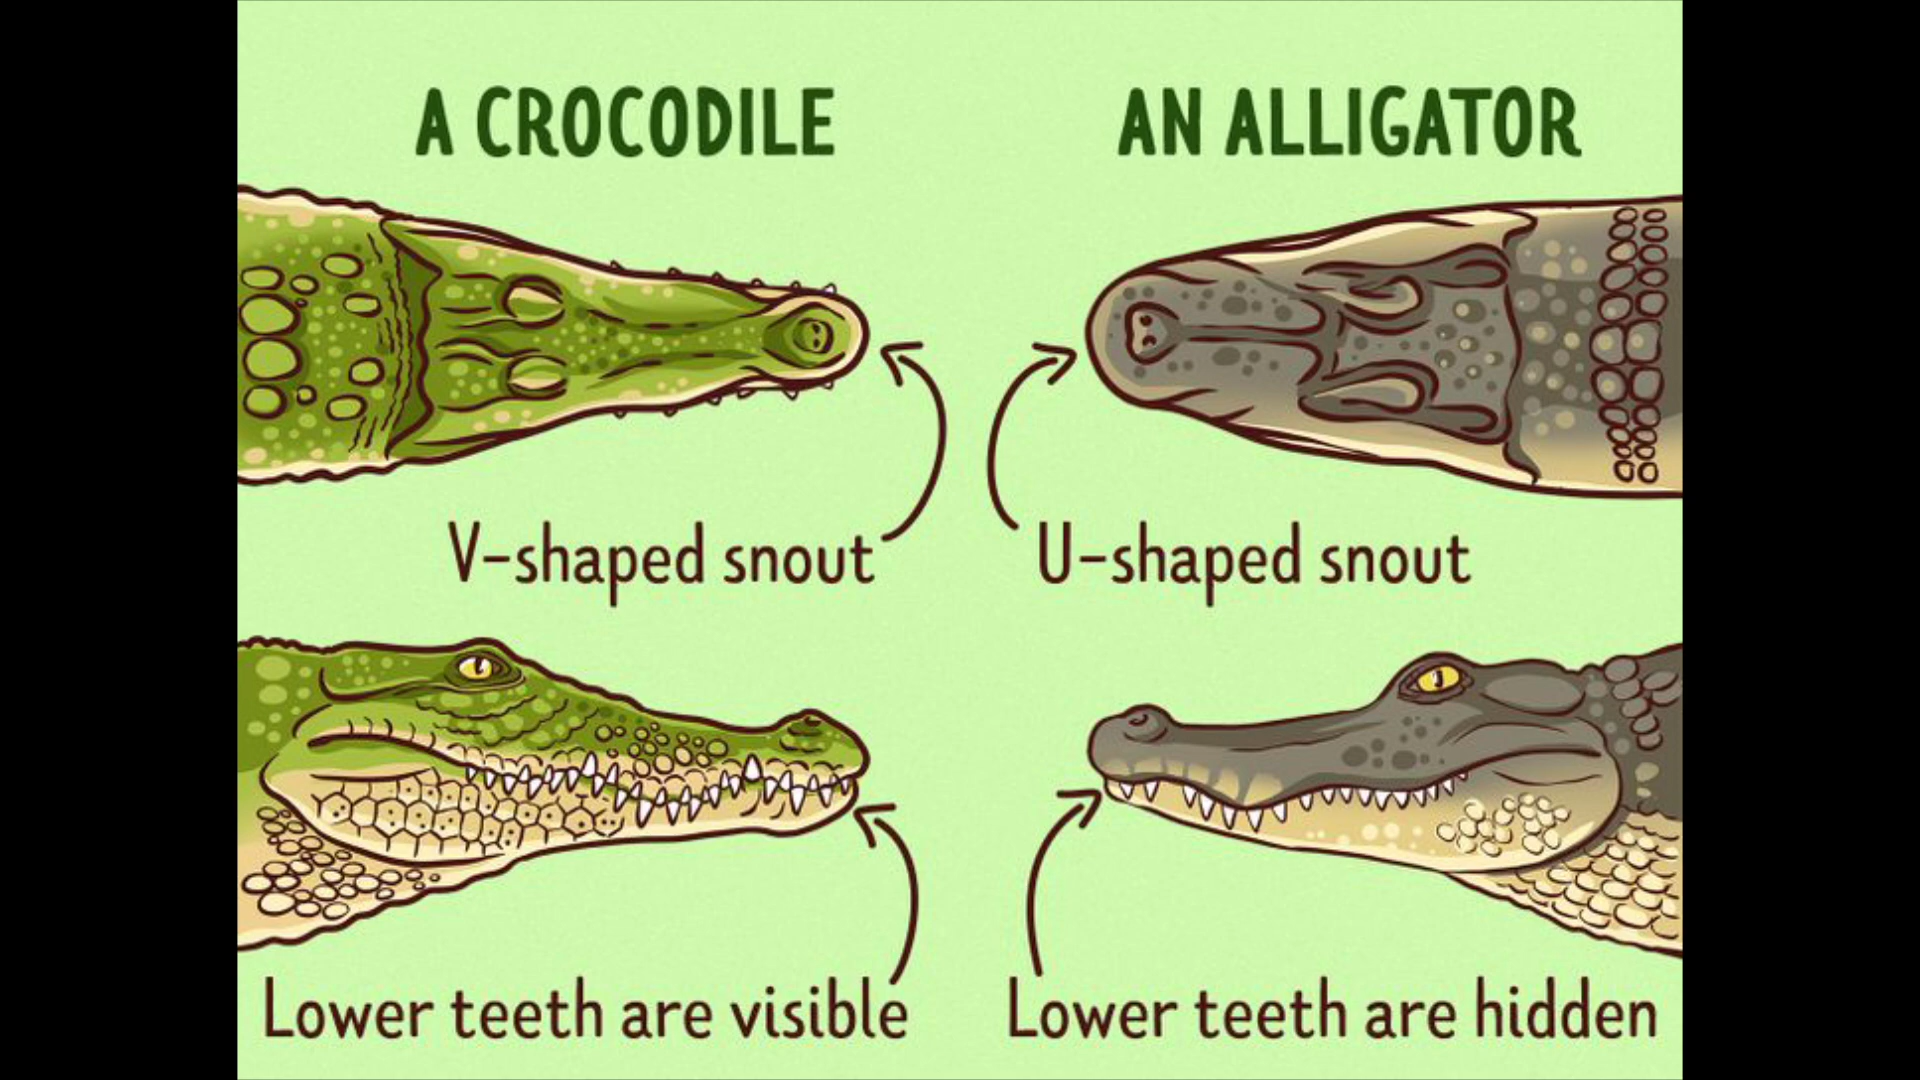 A CROCODILE
AN ALLIGATOR
V-shaped snout
U-shaped snout
Lower teeth are visible
Lower teeth are hidden